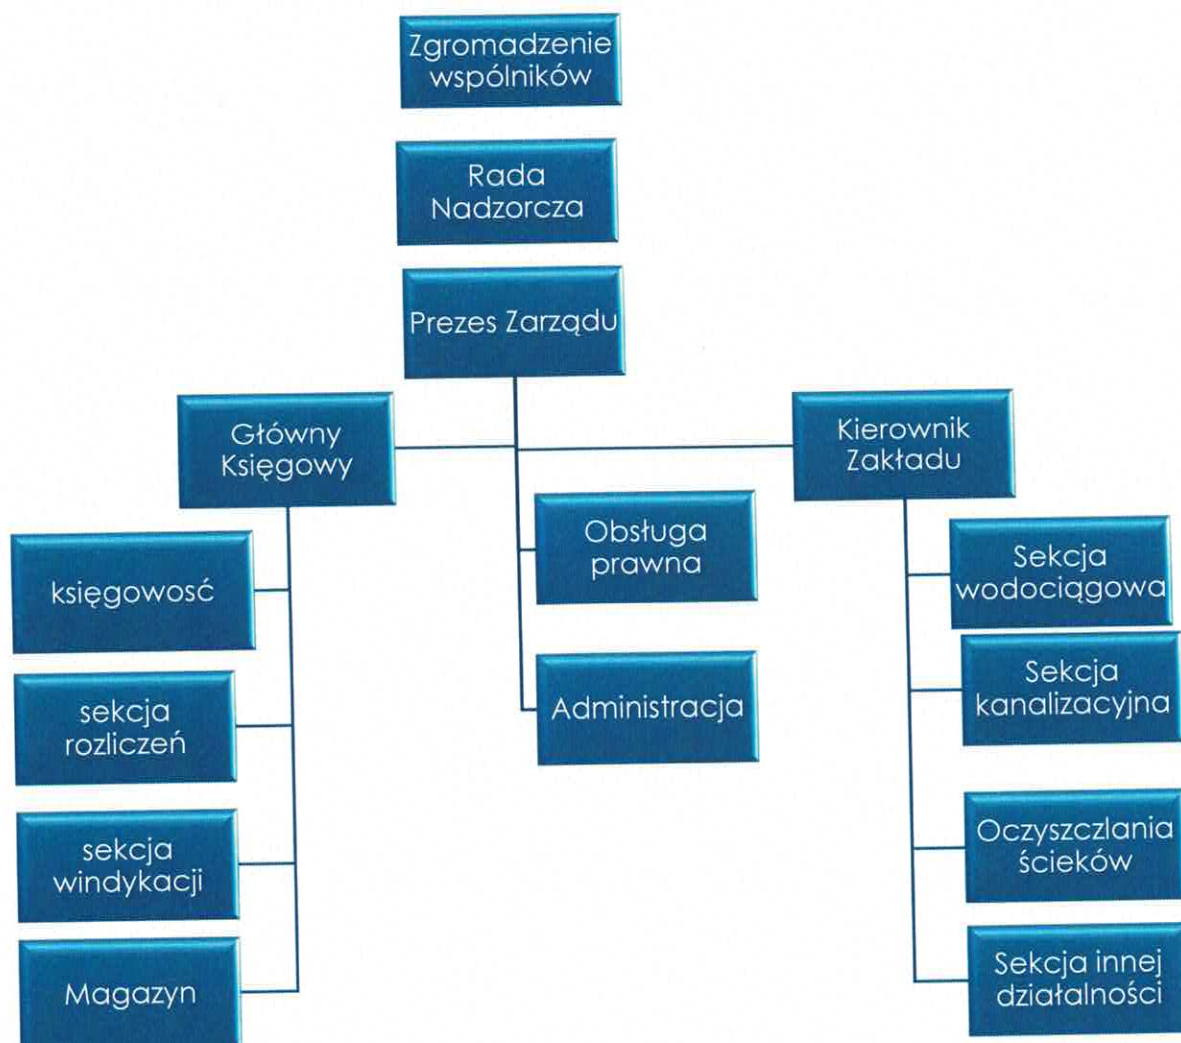 Zgromadzenie
wspólników
Rada
Nadzorcza
Prezes Zarządu
Główny
Księgowy
Kierownik
Zakładu
Obsługa
prawna
Administracja
księgowosć
sekcja
rozliczeń
sekcja
windykacji
Magazyn
Sekcja
wodociągowa
Sekcja
kanalizacyjna
Oczyszczlania
ścieków
Sekcja innej
działalności